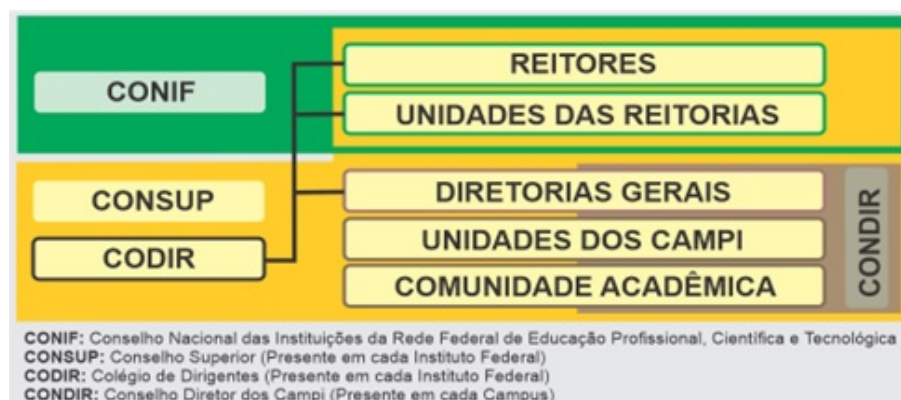 CONIF
REITORES
UNIDADES DAS REITORIAS
CONSUP
CODIR
DIRETORIAS GERAIS
UNIDADES DOS CAMPI
COMUNIDADE ACADÊMICA
CONDIR
CONIF: Conselho Nacional das Instituições da Rede Federal de Educação Profissional, Científica e Tecnológica
CONSUP: Conselho Superior (Presente em cada Instituto Federal)
CODIR: Colégio de Dirigentes (Presente em cada Instituto Federal)
CONDIR: Conselho Diretor dos Campi (Presente em cada Campus)